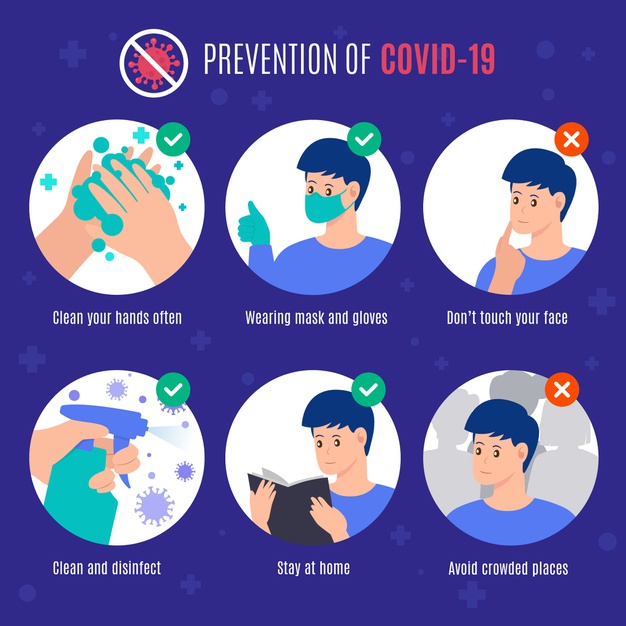 PREVENTION OF COVID-19
Clean your hands often
Wearing mask and gloves
Don't touch your face
Clean and disinfect
Stay at home
Avoid crowded places